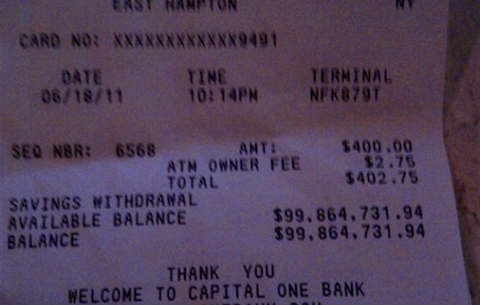 EAST HAMPTON NY
CARD NO: XXXXXXXXXXXX9491
DATE TIME TERMINAL
06/18/11 10:14PM NFK879T
SEQ NBR: 6568 AMT: $400.00
ATM OWNER FEE $2.75
TOTAL $402.75
SAVINGS WITHDRAWAL
AVAILABLE BALANCE $99,864,731.94
BALANCE $99,864,731.94
THANK YOU
WELCOME TO CAPITAL ONE BANK